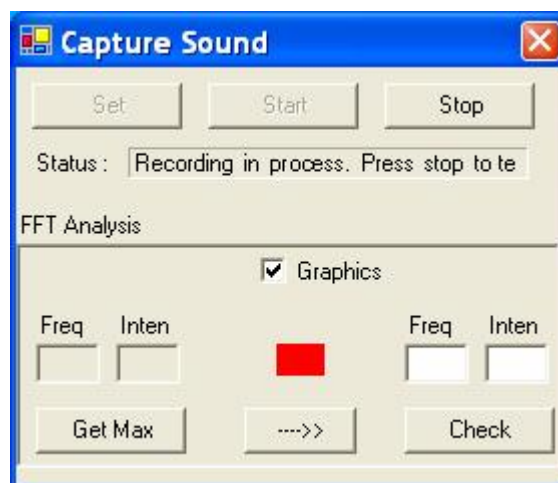 Capture Sound
Set Start Stop
Status : Recording in process. Press stop to te
FFT Analysis
Graphics
Freq Inten Freq Inten
Get Max ---->> Check